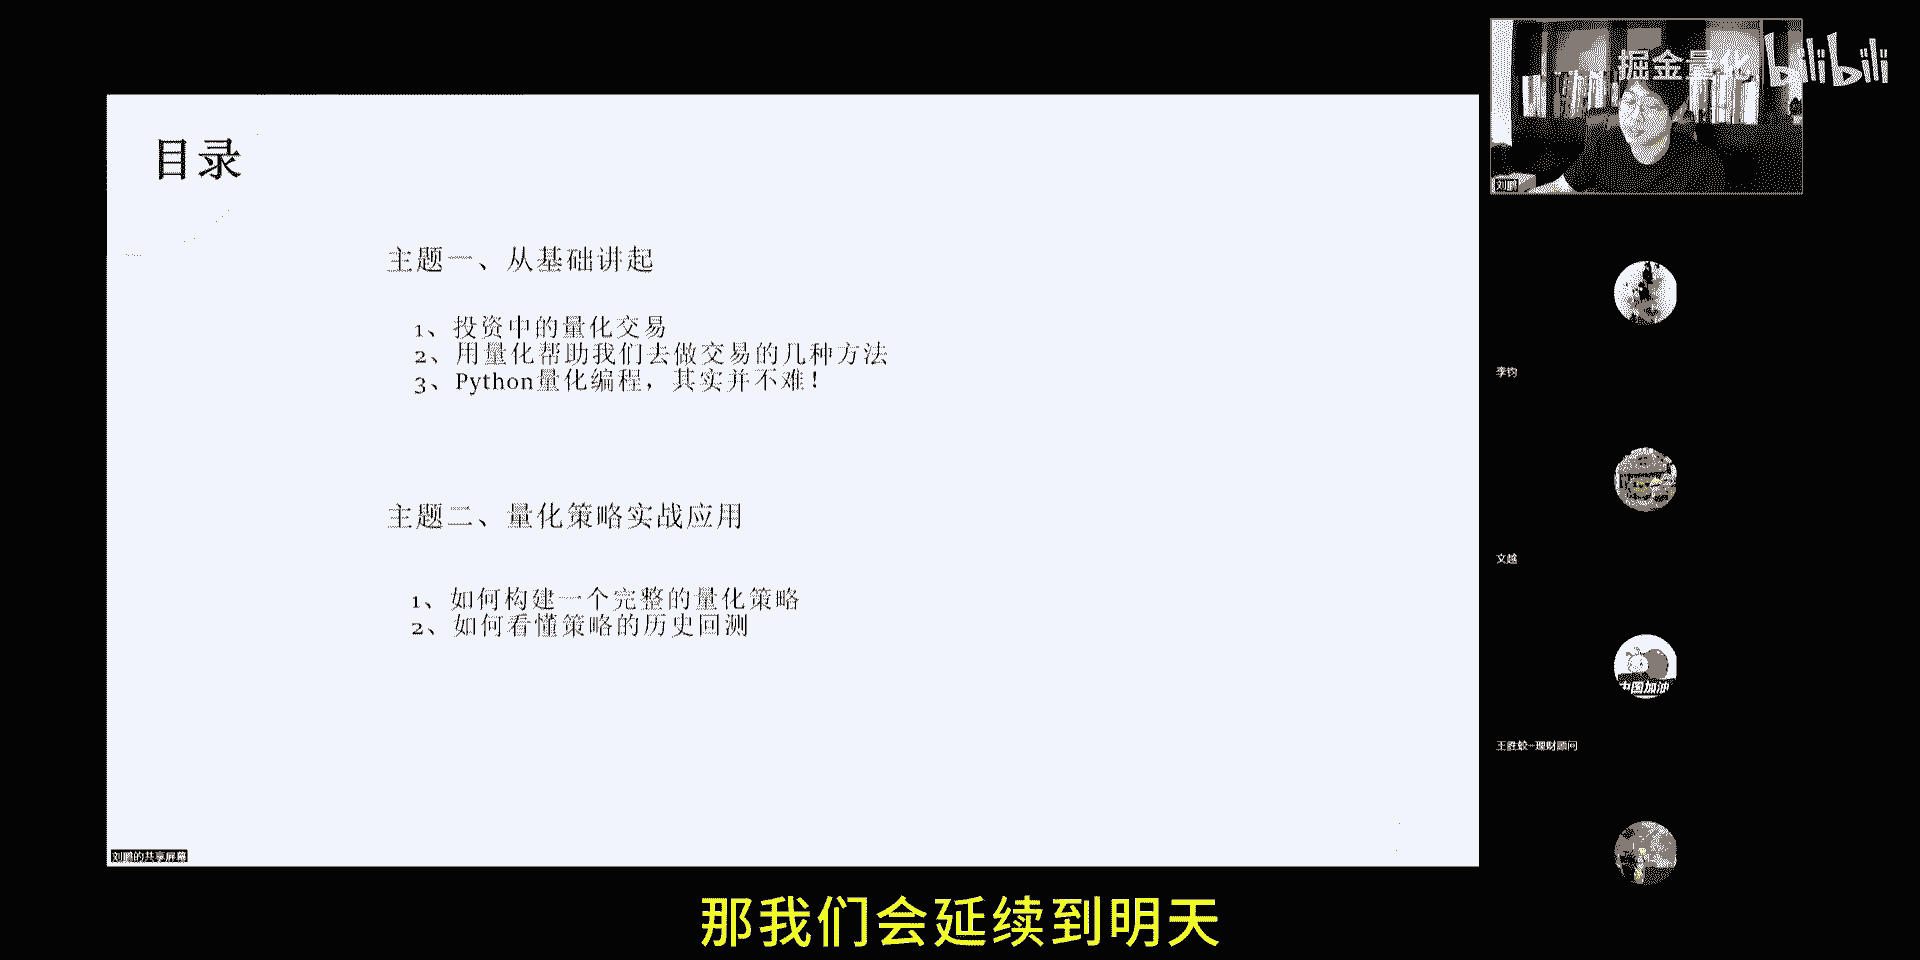 掘金量化 bilibili
刘鹏
目录
主题一、从基础讲起
1、投资中的量化交易
2、用量化帮助我们去做交易的几种方法
3、Python量化编程，其实并不难！
主题二、量化策略实战应用
1、如何构建一个完整的量化策略
2、如何看懂策略的历史回测
李钧
文越
中国加油
理财顾问
刘鹏的共享屏幕
那我们会延续到明天